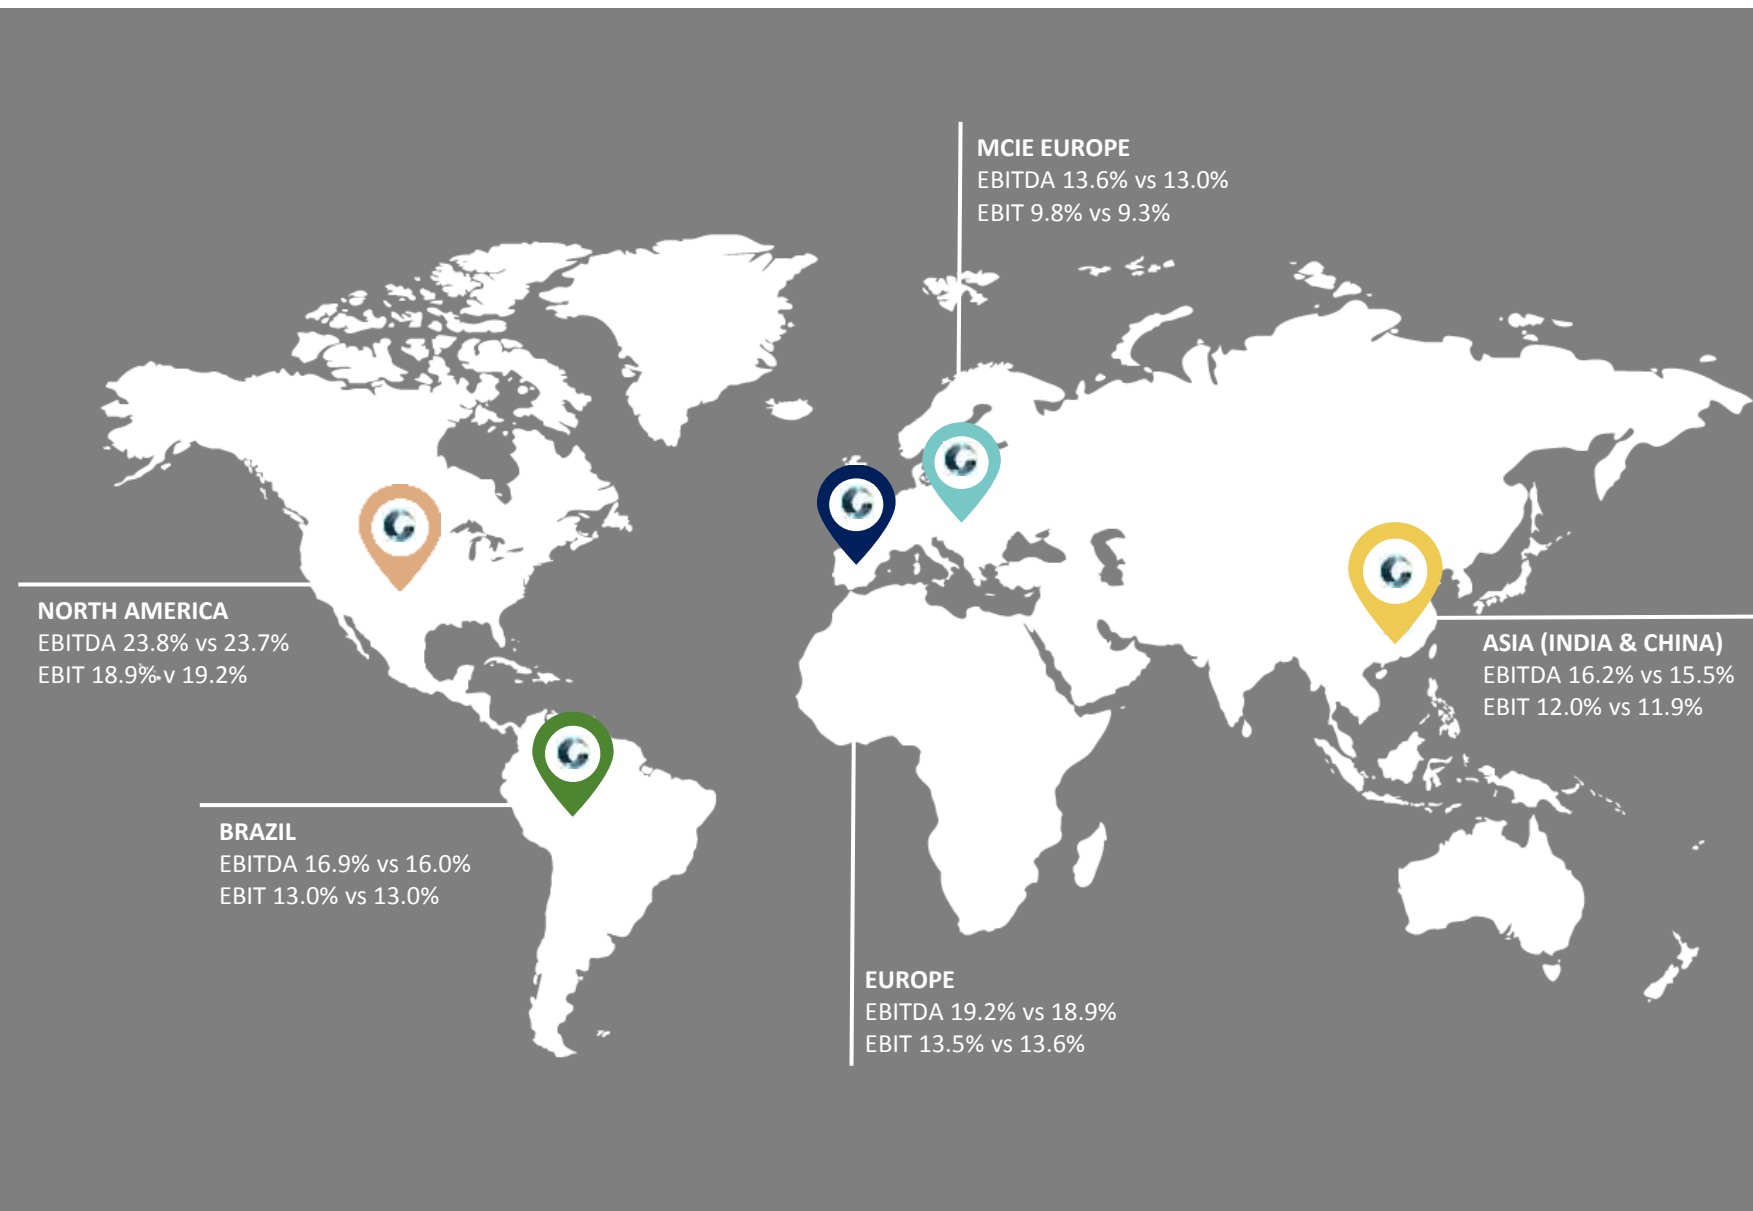 MCIE EUROPE
EBITDA 13.6% vs 13.0%
EBIT 9.8% vs 9.3%
NORTH AMERICA
EBITDA 23.8% vs 23.7%
EBIT 18.9% v 19.2%
ASIA (INDIA & CHINA)
EBITDA 16.2% vs 15.5%
EBIT 12.0% vs 11.9%
BRAZIL
EBITDA 16.9% vs 16.0%
EBIT 13.0% vs 13.0%
EUROPE
EBITDA 19.2% vs 18.9%
EBIT 13.5% vs 13.6%